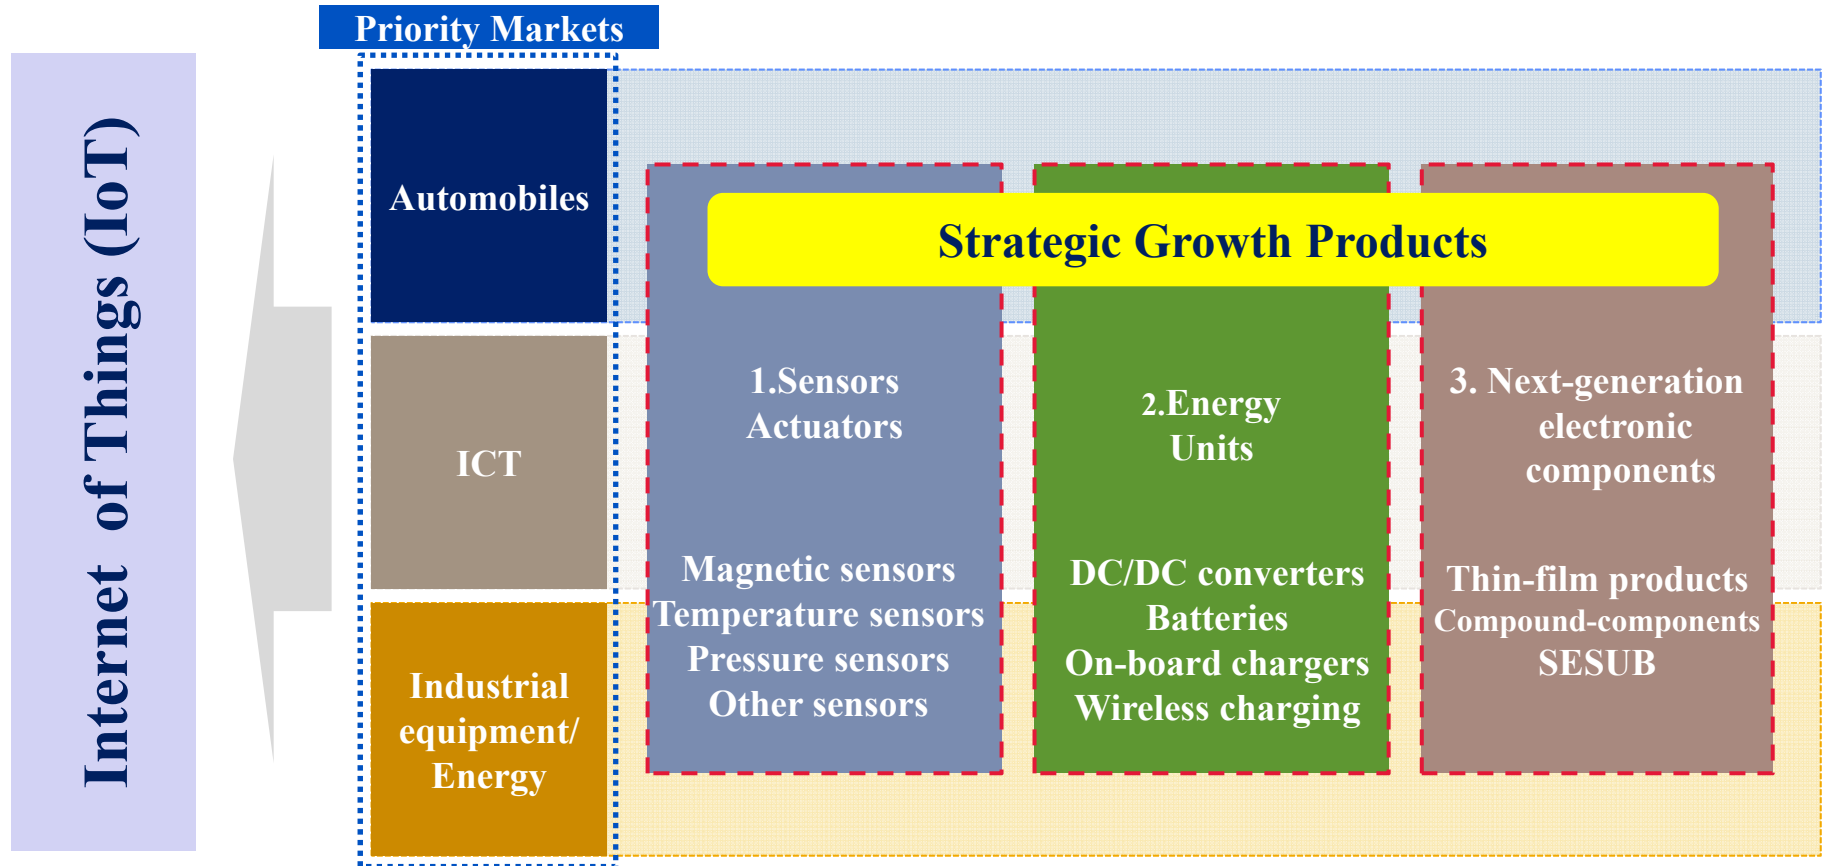 Priority Markets
Internet of Things (IoT)
Automobiles
ICT
Industrial
equipment/
Energy
Strategic Growth Products
1.Sensors
Actuators
Magnetic sensors
Temperature sensors
Pressure sensors
Other sensors
2.Energy
Units
DC/DC converters
Batteries
On-board chargers
Wireless charging
3. Next-generation
electronic
components
Thin-film products
Compound-components
SESUB